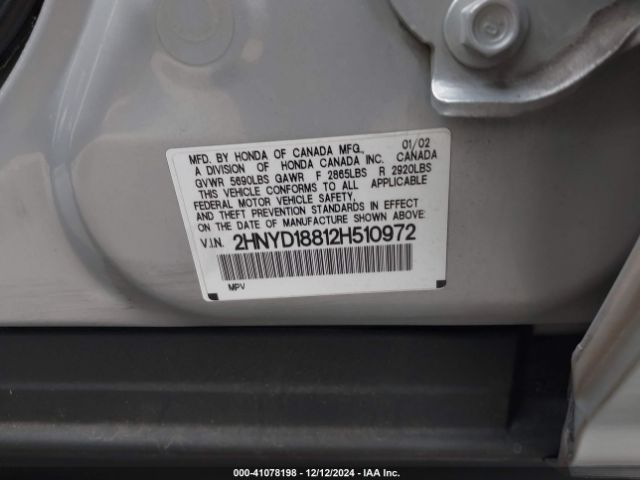 MFD. BY HONDA OF CANADA MFG., 01/02
A DIVISION OF HONDA CANADA INC. CANADA
GVWR 5690LBS GAWR F 2865LBS R 2920LBS
THIS VEHICLE CONFORMS TO ALL APPLICABLE
FEDERAL MOTOR VEHICLE SAFETY,
AND THEFT PREVENTION STANDARDS IN EFFECT
ON THE DATE OF MANUFACTURE SHOWN ABOVE.
V.I.N. 2HNYD18812H510972
MPV
000-41078198 - 12/12/2024 - IAA Inc.